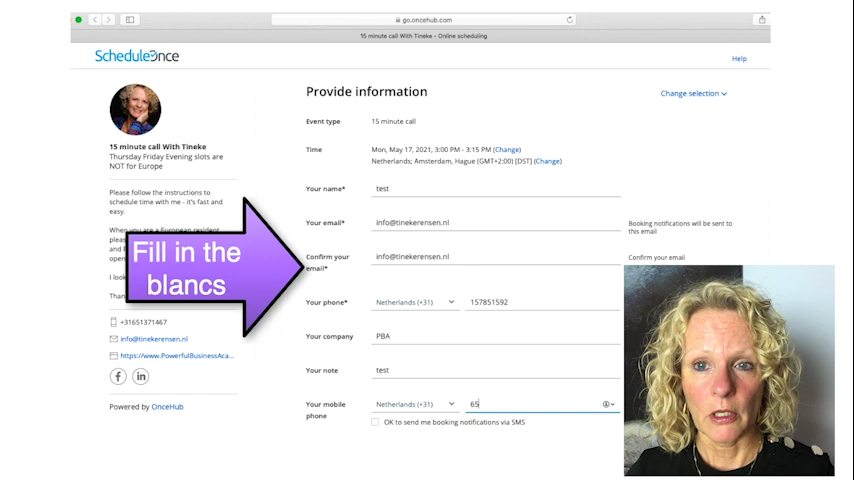 go.oncehub.com
15 minute call With Tineke - Online scheduling
ScheduleOnce
Help
Provide information
Change selection
15 minute call With Tineke
Thursday Friday Evening slots are
NOT for Europe
Please follow the instructions to
schedule time with me - it's fast and
easy.
When you are a European resident
Fill in the
blancs
+31651371467
info@tinekerensen.nl
https://www.PowerfulBusinessAca...
Powered by OnceHub
Event type 15 minute call
Time Mon, May 17, 2021, 3:00 PM - 3:15 PM (Change)
Netherlands; Amsterdam, Hague (GMT+2:00) [DST] (Change)
Your name* test
Your email* info@tinekerensen.nl Booking notifications will be sent to
this email
Confirm your info@tinekerensen.nl Confirm your email
email*
Your phone* Netherlands (+31) 157851592
Your company PBA
Your note test
Your mobile Netherlands (+31) 65
phone
OK to send me booking notifications via SMS